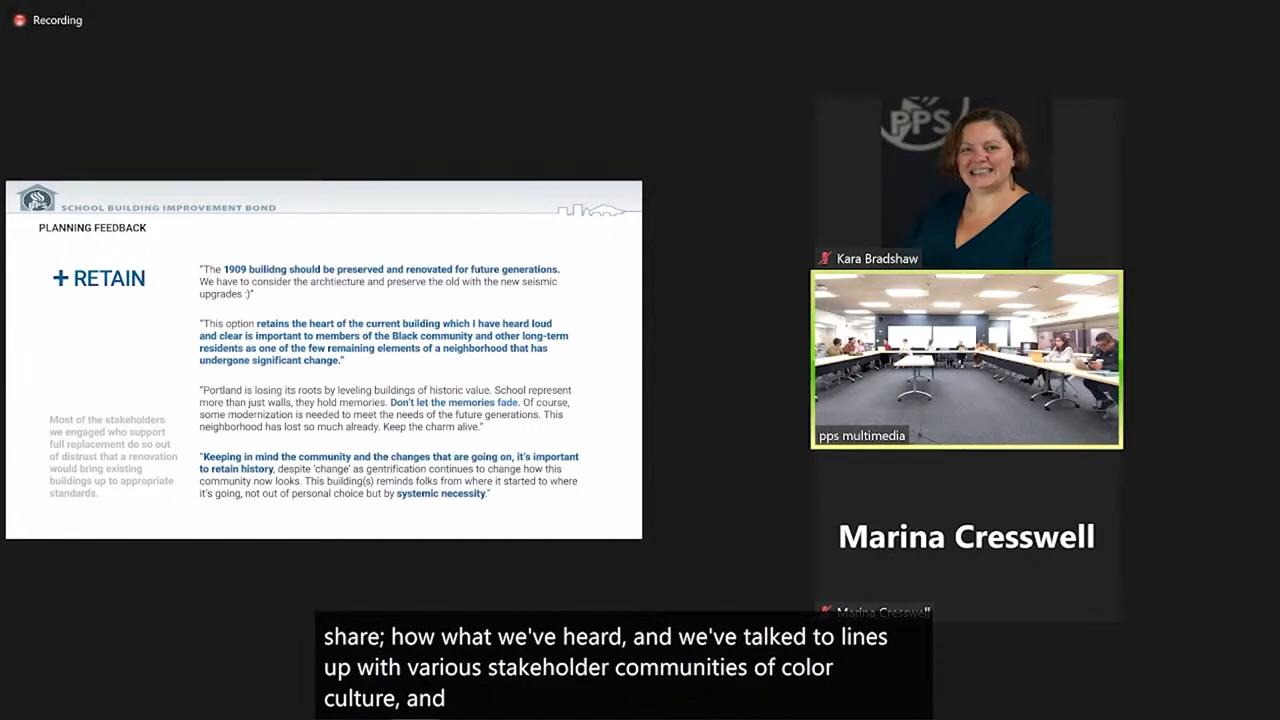 Recording
PPS
SCHOOL BUILDING IMPROVEMENT BOND
PLANNING FEEDBACK
+ RETAIN
"The 1909 builidng should be preserved and renovated for future generations.
We have to consider the archtiecture and preserve the old with the new seismic
upgrades :)"
"This option retains the heart of the current building which I have heard loud
and clear is important to members of the Black community and other long-term
residents as one of the few remaining elements of a neighborhood that has
undergone significant change."
"Portland is losing its roots by leveling buildings of historic value. School represent
more than just walls, they hold memories. Don't let the memories fade. Of course,
some modernization is needed to meet the needs of the future generations. This
neighborhood has lost so much already. Keep the charm alive."
"Keeping in mind the community and the changes that are going on, it's important
to retain history, despite 'change' as gentrification continues to change how this
community now looks. This building(s) reminds folks from where it started to where
it's going, not out of personal choice but by systemic necessity."
Most of the stakeholders
we engaged who support
full replacement do so out
of distrust that a renovation
would bring existing
buildings up to appropriate
standards.
PPS
Kara Bradshaw
pps multimedia
Marina Cresswell
Marina Cresswell
share; how what we've heard, and we've talked to lines
up with various stakeholder communities of color
culture, and